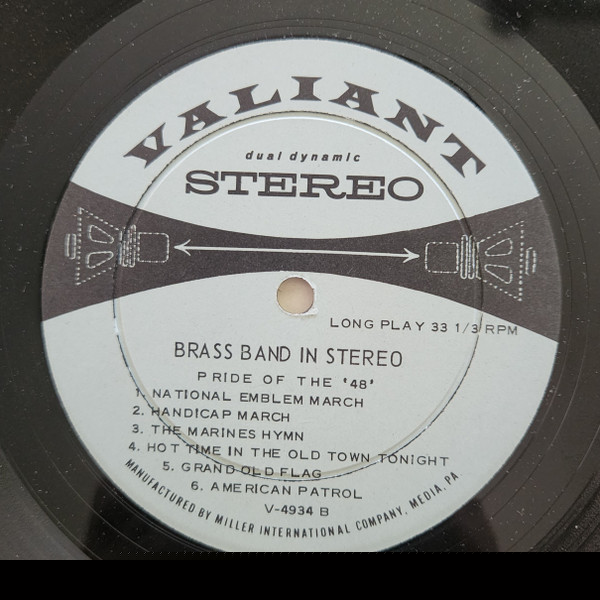 VALIANT
dual dynamic
STEREO
LONG PLAY 33 1/3 RPM
BRASS BAND IN STEREO
PRIDE OF THE '48'
1. NATIONAL EMBLEM MARCH
2. HANDICAP MARCH
3. THE MARINES HYMN
4. HOT TIME IN THE OLD TOWN TONIGHT
5. GRAND OLD FLAG
6. AMERICAN PATROL
V-4934 B
MANUFACTURED BY MILLER INTERNATIONAL COMPANY, MEDIA, PA